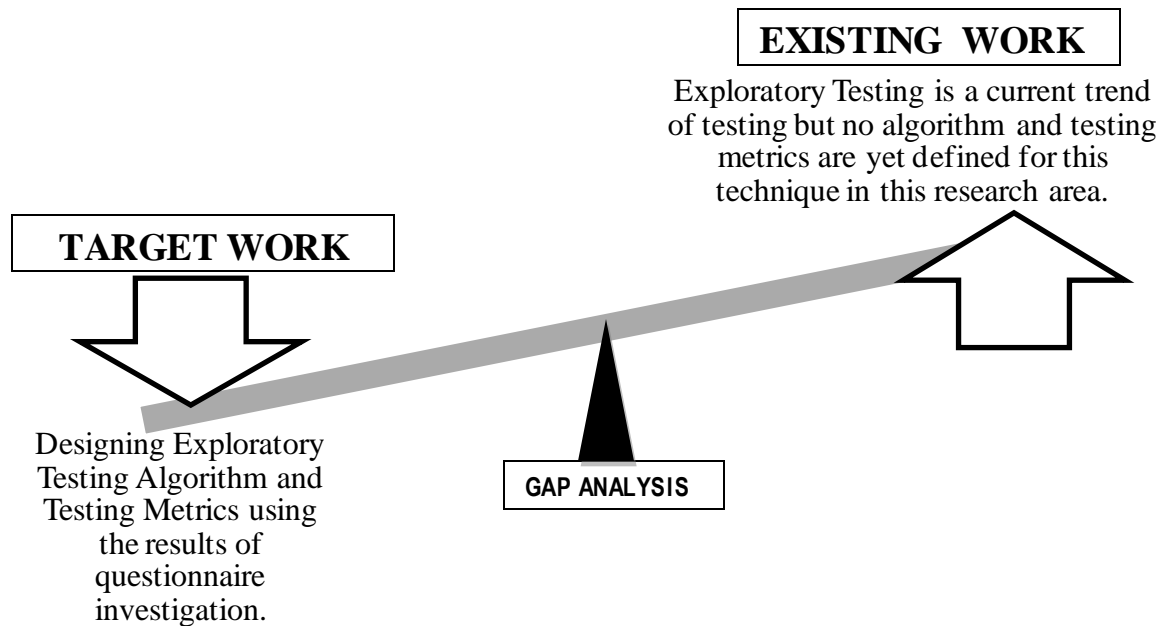 EXISTING WORK
Exploratory Testing is a current trend
of testing but no algorithm and testing
metrics are yet defined for this
technique in this research area.
TARGET WORK
Designing Exploratory
Testing Algorithm and
Testing Metrics using
the results of
questionnaire
investigation.
GAP ANALYSIS